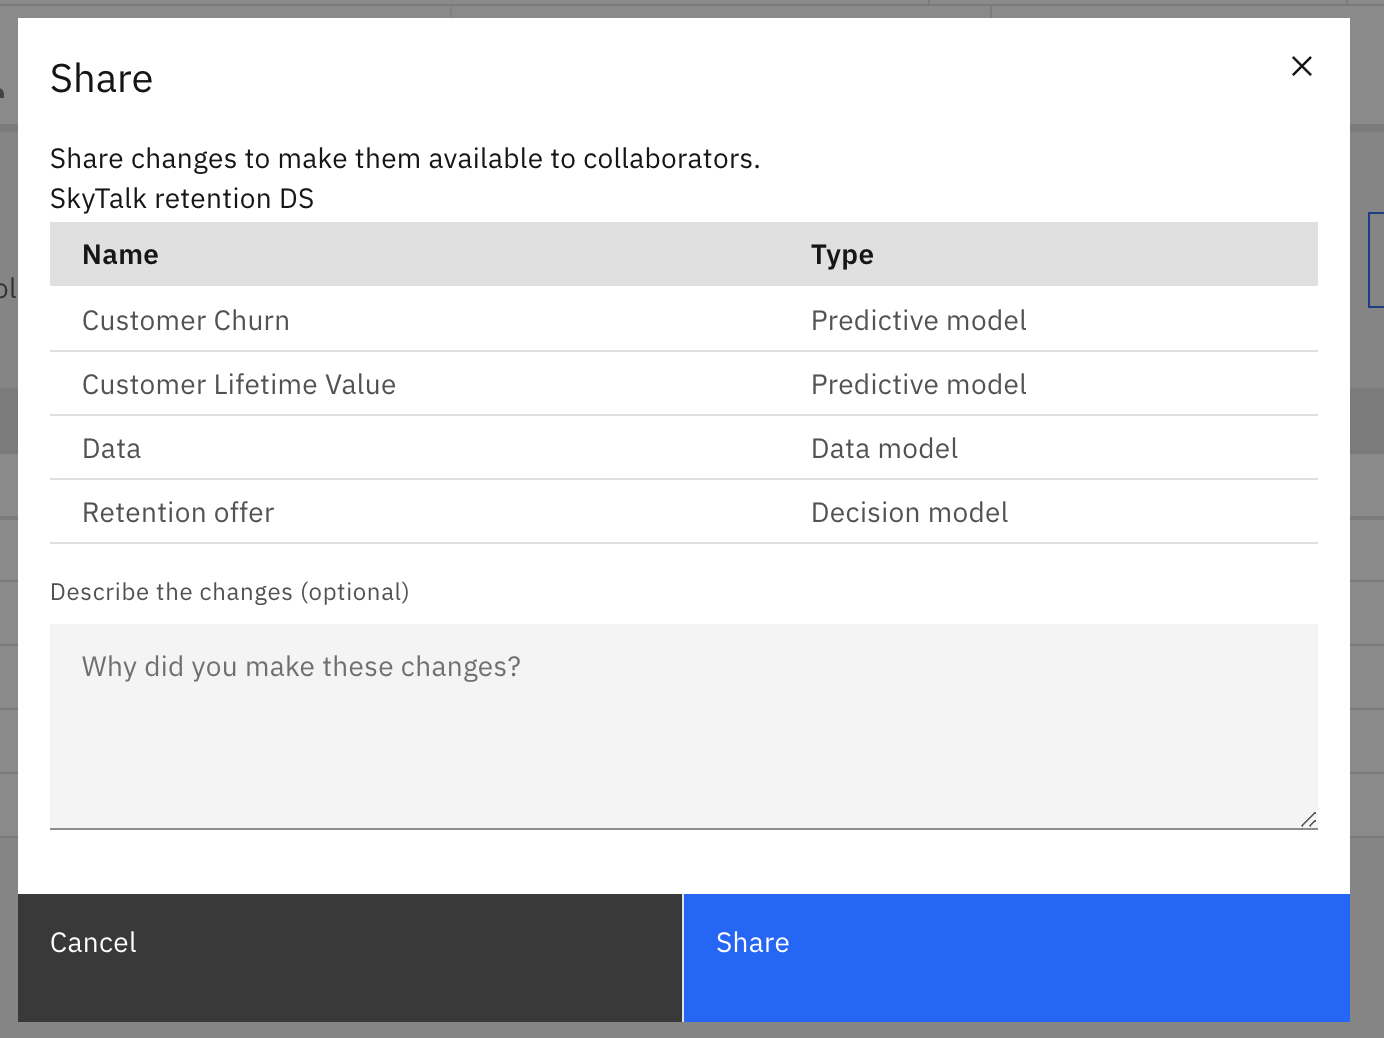 Share
Share changes to make them available to collaborators.
SkyTalk retention DS
Name Type
Customer Churn Predictive model
Customer Lifetime Value Predictive model
Data Data model
Retention offer Decision model
Describe the changes (optional)
Why did you make these changes?
Cancel Share